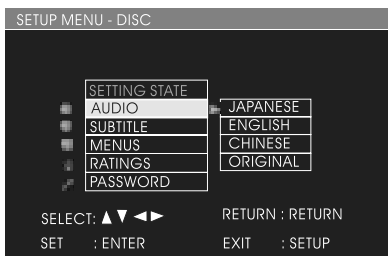 SETUP MENU - DISC
SETTING STATE
AUDIO
SUBTITLE
MENUS
RATINGS
PASSWORD
JAPANESE
ENGLISH
CHINESE
ORIGINAL
SELECT: ▲ ▼ ◄ ►
RETURN : RETURN
SET : ENTER
EXIT : SETUP